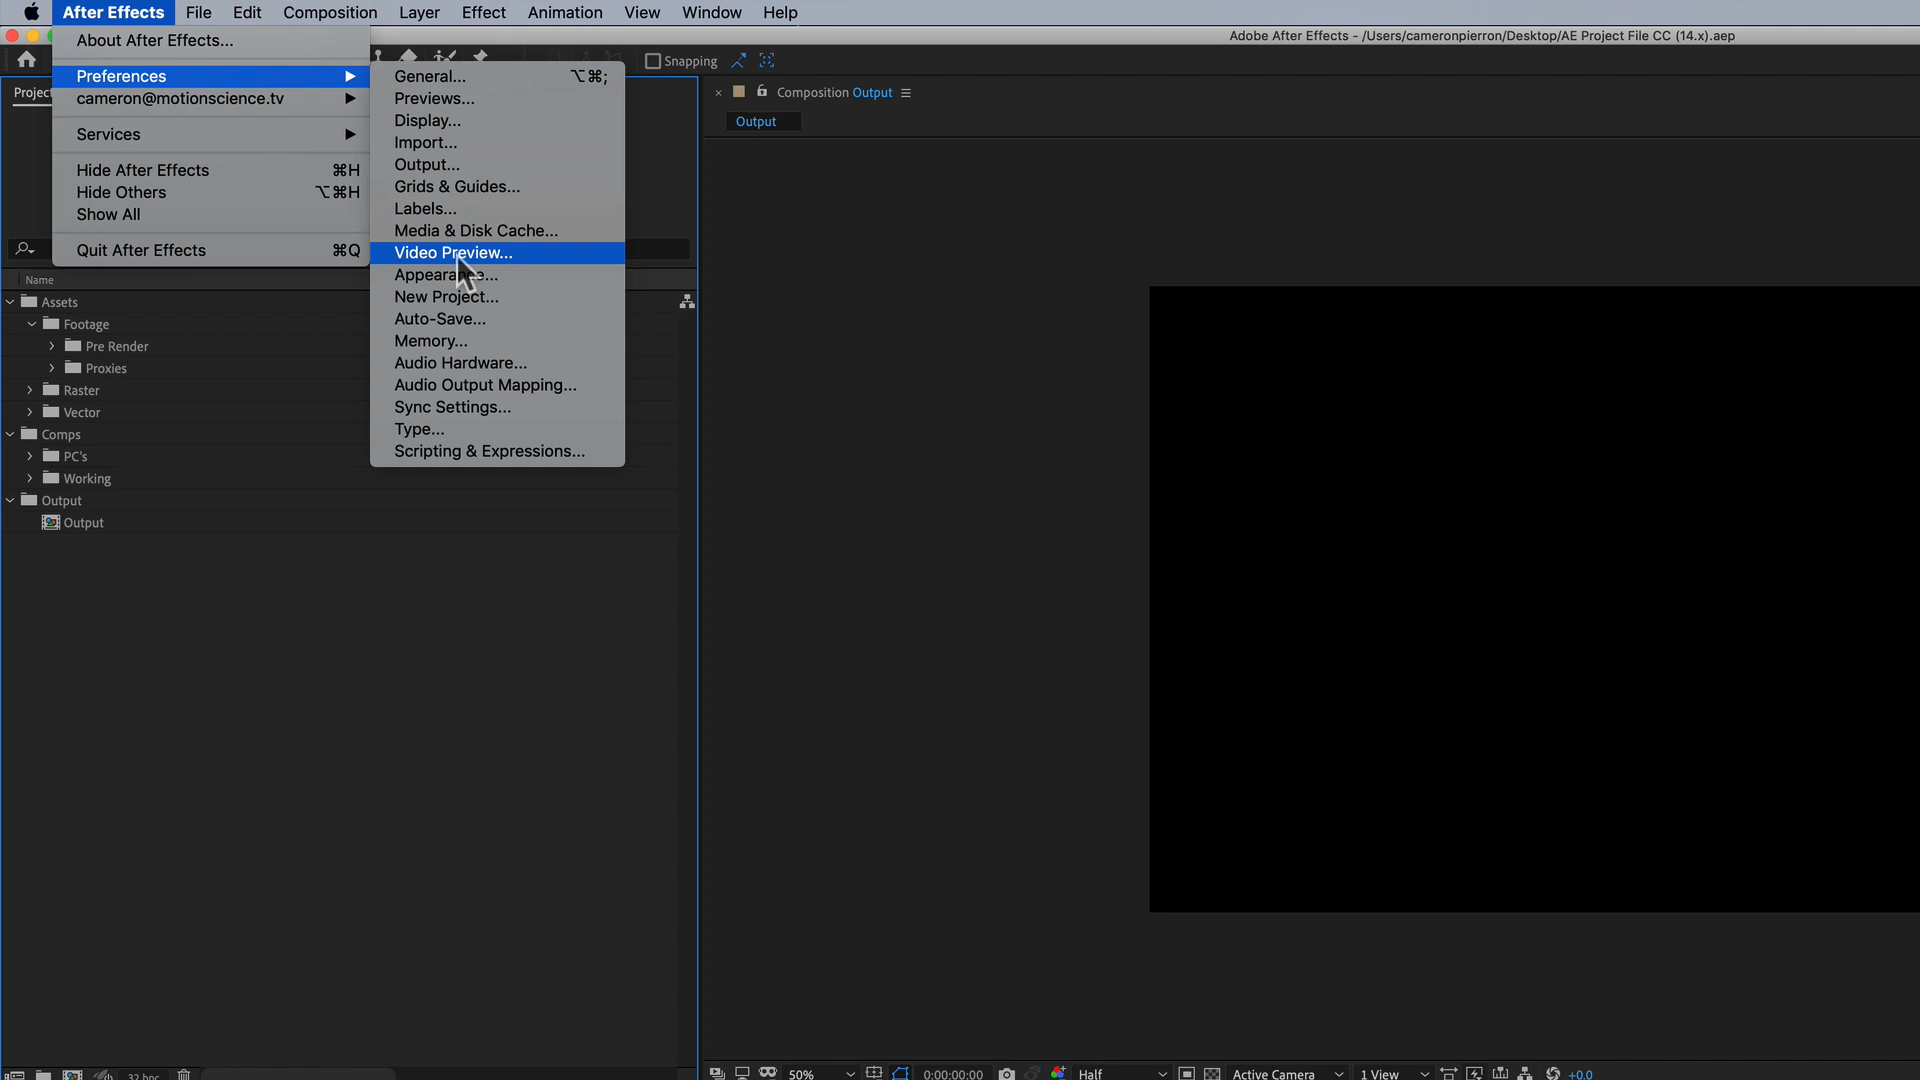 After Effects File Edit Composition Layer Effect Animation View Window Help
Adobe After Effects - /Users/cameronpierron/Desktop/AE Project File CC (14.x).aep
About After Effects...
Preferences
cameron@motionscience.tv
Services
Hide After Effects ⌘H
Hide Others ⌥⌘H
Show All
Quit After Effects ⌘Q
General... ⌥⌘;
Previews...
Display...
Import...
Output...
Grids & Guides...
Labels...
Media & Disk Cache...
Video Preview...
Appearance...
New Project...
Auto-Save...
Memory...
Audio Hardware...
Audio Output Mapping...
Sync Settings...
Type...
Scripting & Expressions...
Snapping
Project
Name
Assets
Footage
Pre Render
Proxies
Raster
Vector
Comps
PC's
Working
Output
Output
Composition Output
Output
32 bpc
50% 0:00:00:00 Half Active Camera 1 View +0.0